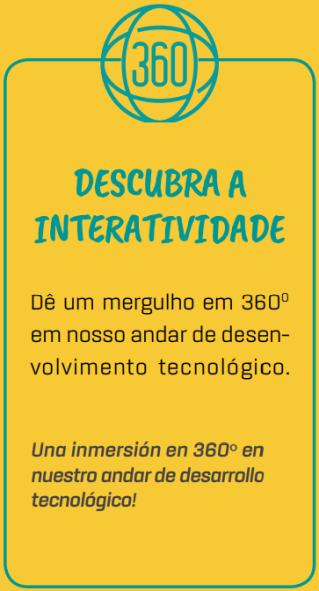 360
DESCUBRA A
INTERATIVIDADE
Dê um mergulho em 360º
em nosso andar de desen-
volvimento tecnológico.
Una inmersión en 360º en
nuestro andar de desarrollo
tecnológico!